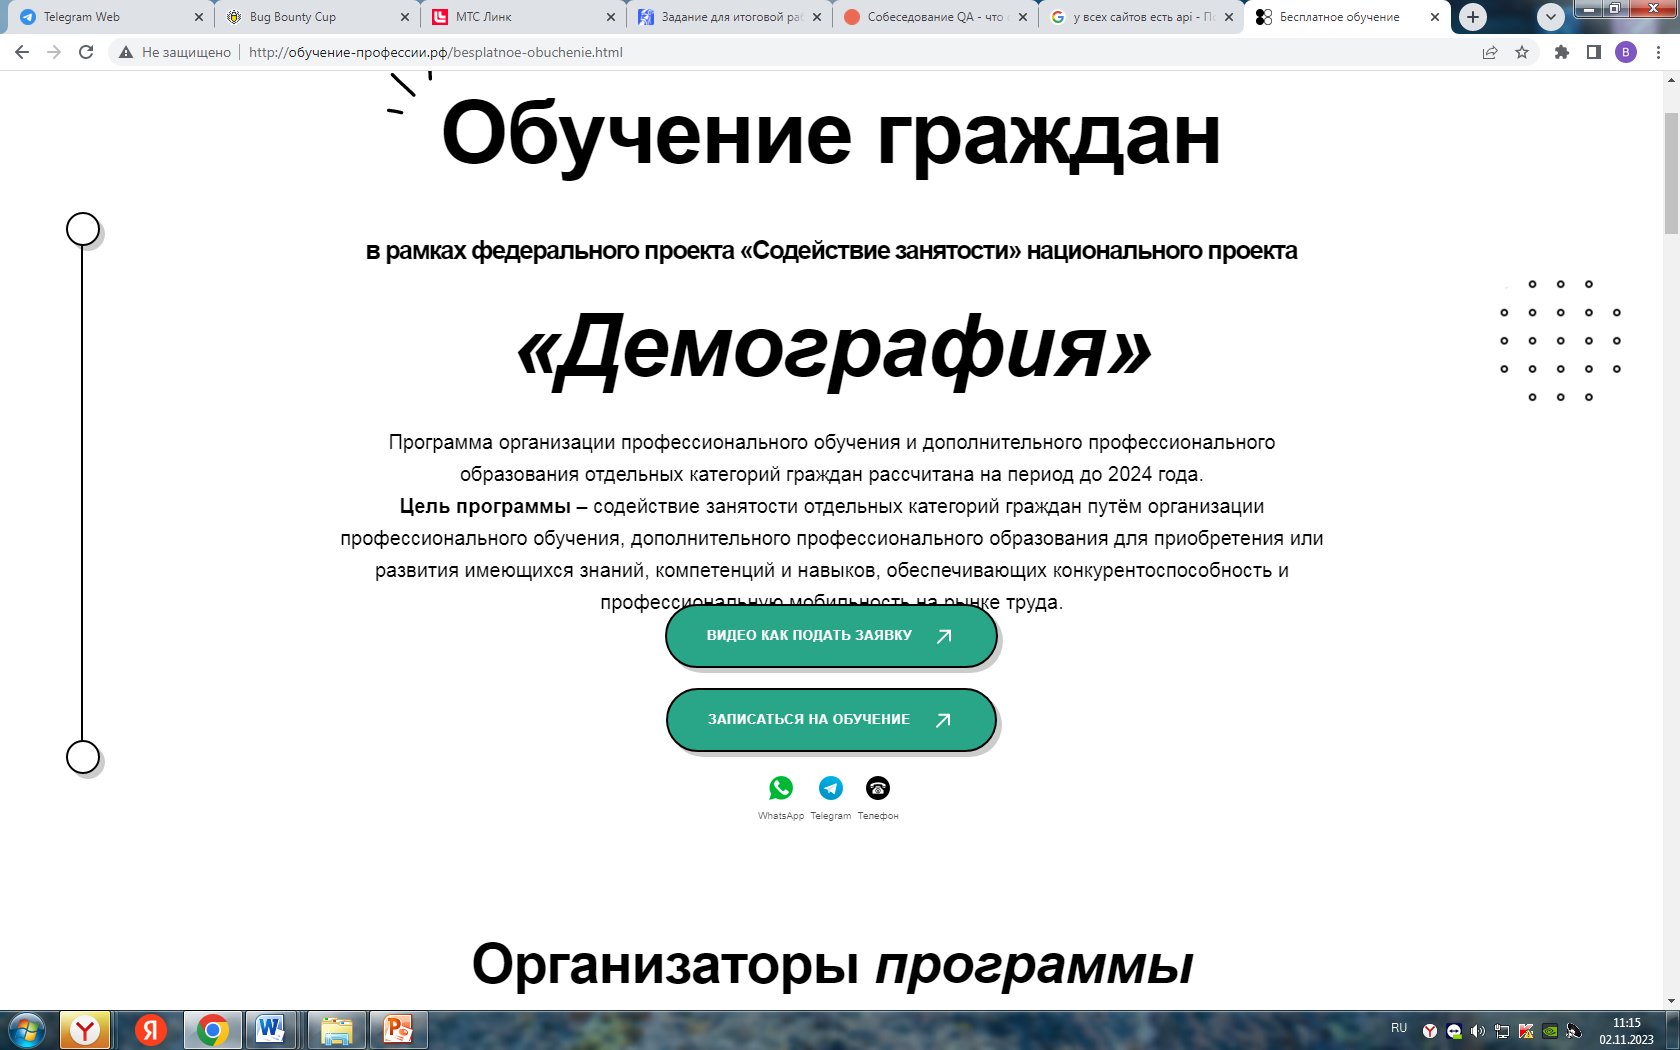 Telegram Web
Bug Bounty Cup
МТС Линк
Задание для итоговой раб
Собеседование QA - что
у всех сайтов есть api - По
Бесплатное обучение
Не защищено
http://обучение-профессии.рф/besplatnoe-obuchenie.html
B
Обучение граждан
в рамках федерального проекта «Содействие занятости» национального проекта
«Демография»
Программа организации профессионального обучения и дополнительного профессионального
образования отдельных категорий граждан рассчитана на период до 2024 года.
Цель программы – содействие занятости отдельных категорий граждан путём организации
профессионального обучения, дополнительного профессионального образования для приобретения или
развития имеющихся знаний, компетенций и навыков, обеспечивающих конкурентоспособность и
профессиональную мобильность на рынке труда.
ВИДЕО КАК ПОДАТЬ ЗАЯВКУ
ЗАПИСАТЬСЯ НА ОБУЧЕНИЕ
WhatsApp Telegram Телефон
Организаторы программы
RU
11:15
02.11.2023